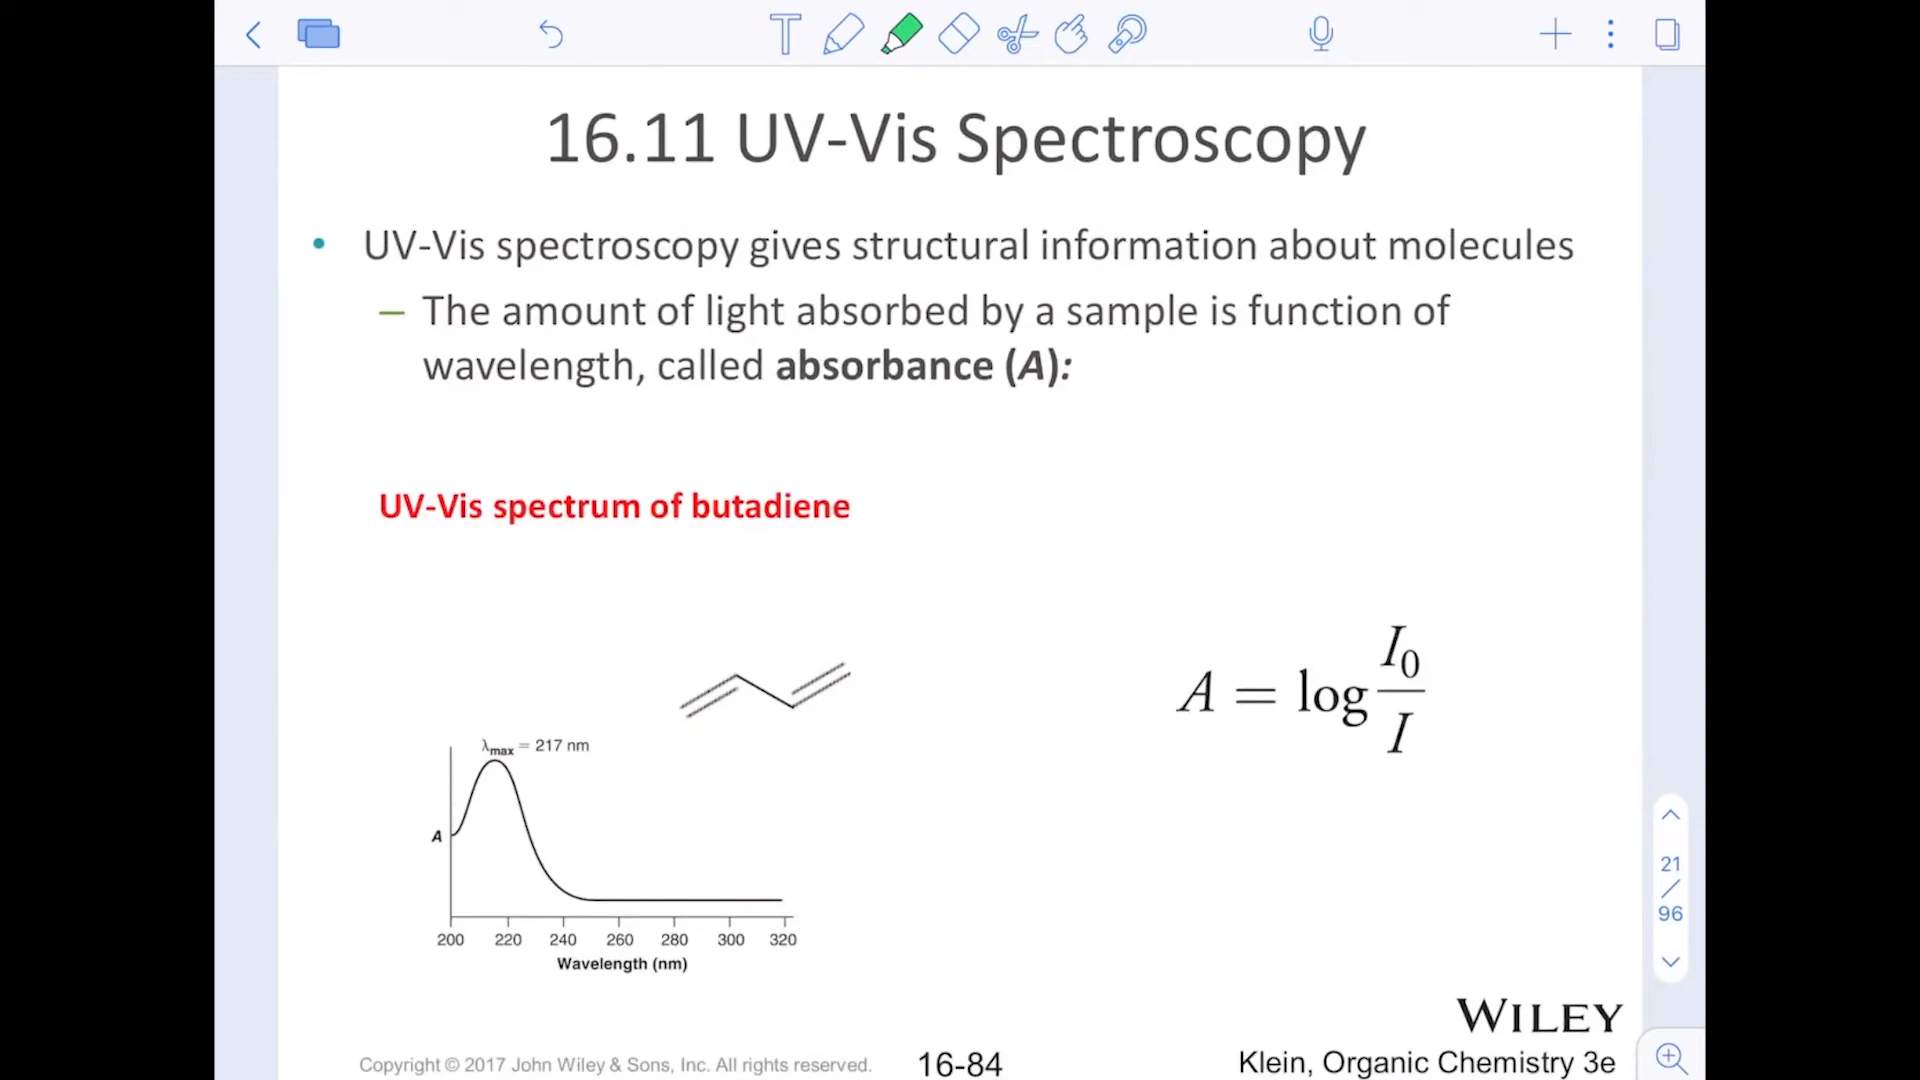 T
16.11 UV-Vis Spectroscopy
• UV-Vis spectroscopy gives structural information about molecules
– The amount of light absorbed by a sample is function of
wavelength, called absorbance (A):
UV-Vis spectrum of butadiene
A = log I₀/I
λmax = 217 nm
A
200 220 240 260 280 300 320
Wavelength (nm)
21
/
96
WILEY
Copyright © 2017 John Wiley & Sons, Inc. All rights reserved.
16-84
Klein, Organic Chemistry 3e